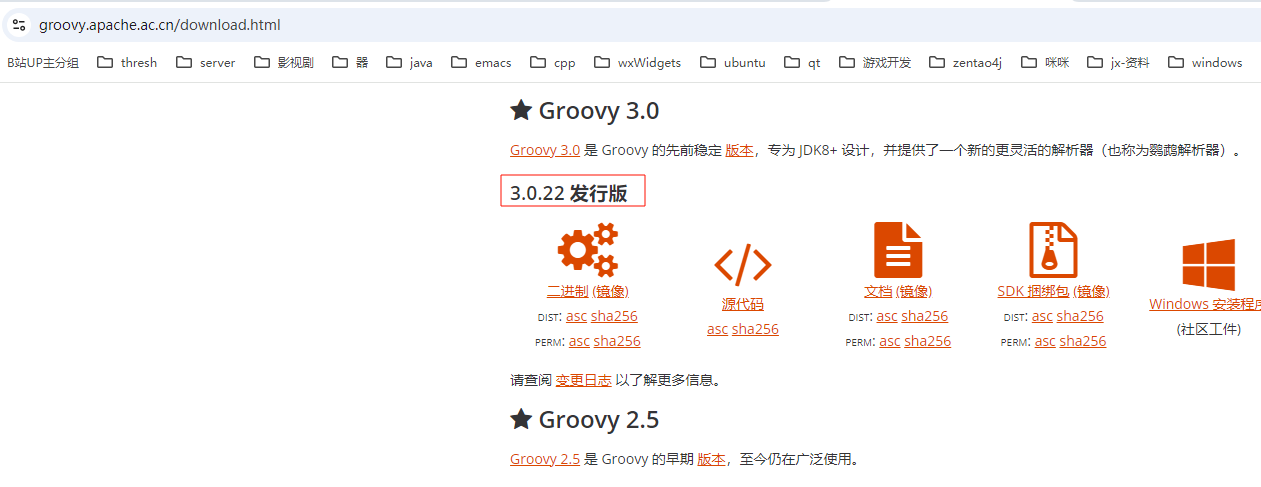 groovy.apache.ac.cn/download.html
B站UP主分组 thresh server 影视剧 器 java emacs cpp wxWidgets ubuntu qt 游戏开发 zentao4j 咪咪 jx-资料 windows
★ Groovy 3.0
Groovy 3.0 是 Groovy 的先前稳定 版本，专为 JDK8+ 设计，并提供了一个新的更灵活的解析器（也称为鹦鹉解析器）。
3.0.22 发行版
二进制 (镜像) 源代码 文档 (镜像) SDK 捆绑包 (镜像) Windows 安装程序
DIST: asc sha256 asc sha256 DIST: asc sha256 DIST: asc sha256 (社区工件)
PERM: asc sha256 PERM: asc sha256 PERM: asc sha256
请查阅 变更日志 以了解更多信息。
★ Groovy 2.5
Groovy 2.5 是 Groovy 的早期 版本，至今仍在广泛使用。